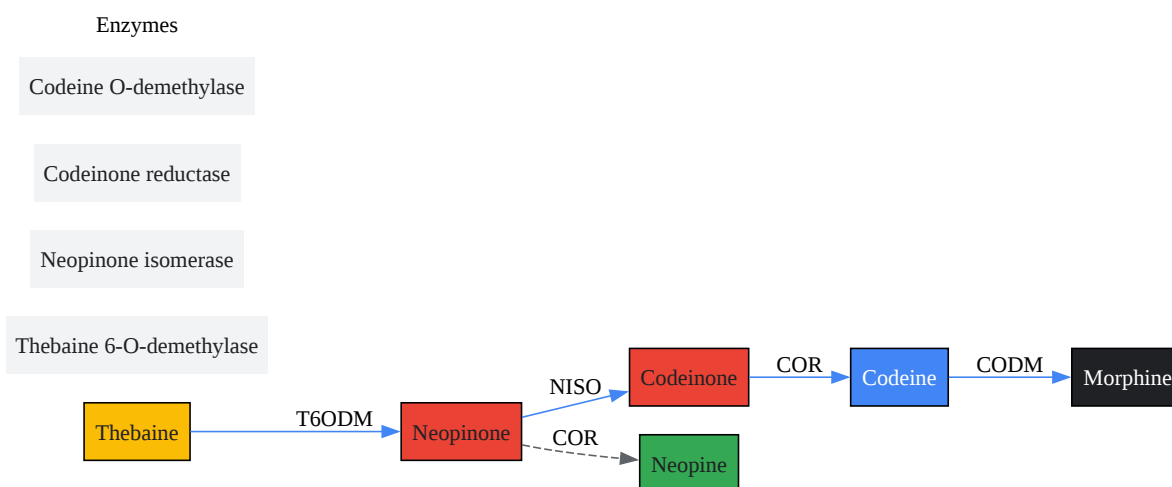 Enzymes
Codeine O-demethylase
Codeinone reductase
Neopinone isomerase
Thebaine 6-O-demethylase
Thebaine
T6ODM
Neopinone
NISO
COR
Codeinone
Neopine
COR
Codeine
CODM
Morphine